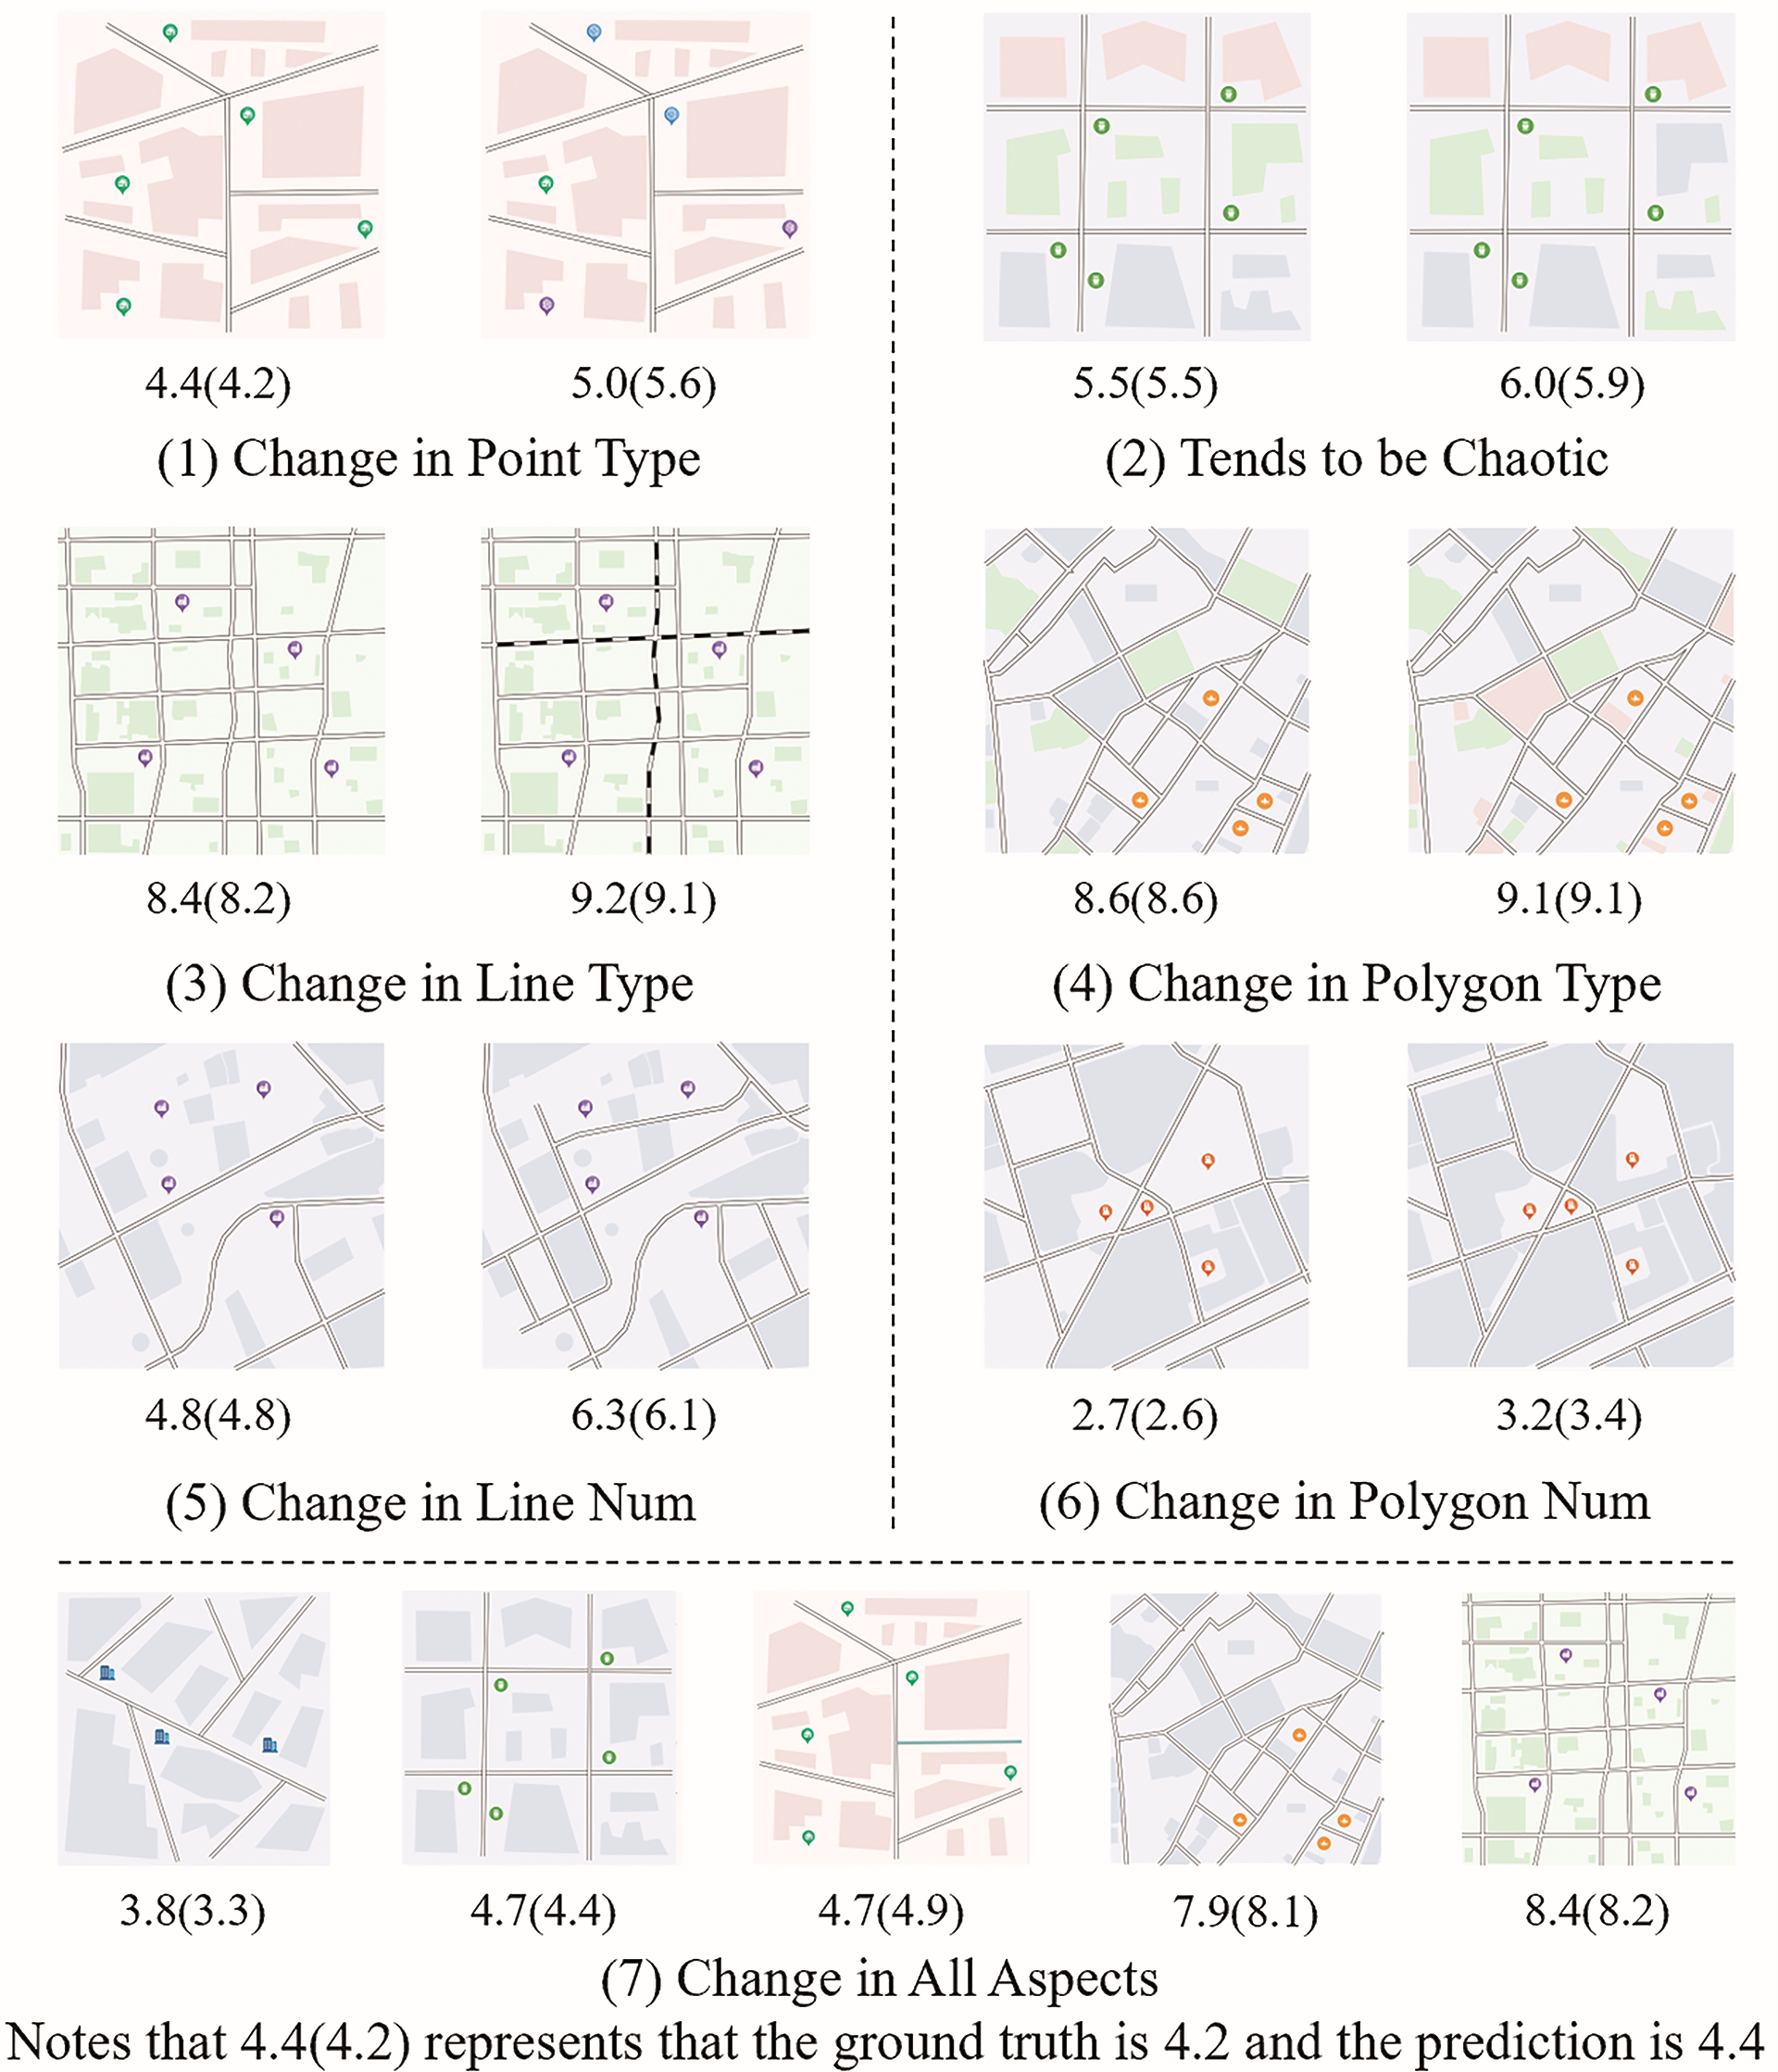 4.4(4.2) 5.0(5.6) 5.5(5.5) 6.0(5.9)
(1) Change in Point Type (2) Tends to be Chaotic
8.4(8.2) 9.2(9.1) 8.6(8.6) 9.1(9.1)
(3) Change in Line Type (4) Change in Polygon Type
4.8(4.8) 6.3(6.1) 2.7(2.6) 3.2(3.4)
(5) Change in Line Num (6) Change in Polygon Num
3.8(3.3) 4.7(4.4) 4.7(4.9) 7.9(8.1) 8.4(8.2)
(7) Change in All Aspects
Notes that 4.4(4.2) represents that the ground truth is 4.2 and the prediction is 4.4